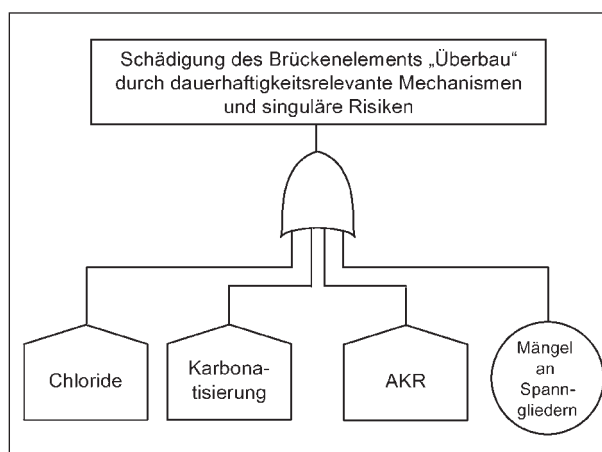 Schädigung des Brückenelements „Überbau“
durch dauerhaftigkeitsrelevante Mechanismen
und singuläre Risiken
Chloride
Karbona-
tisierung
AKR
Mängel
an
Spann-
gliedern